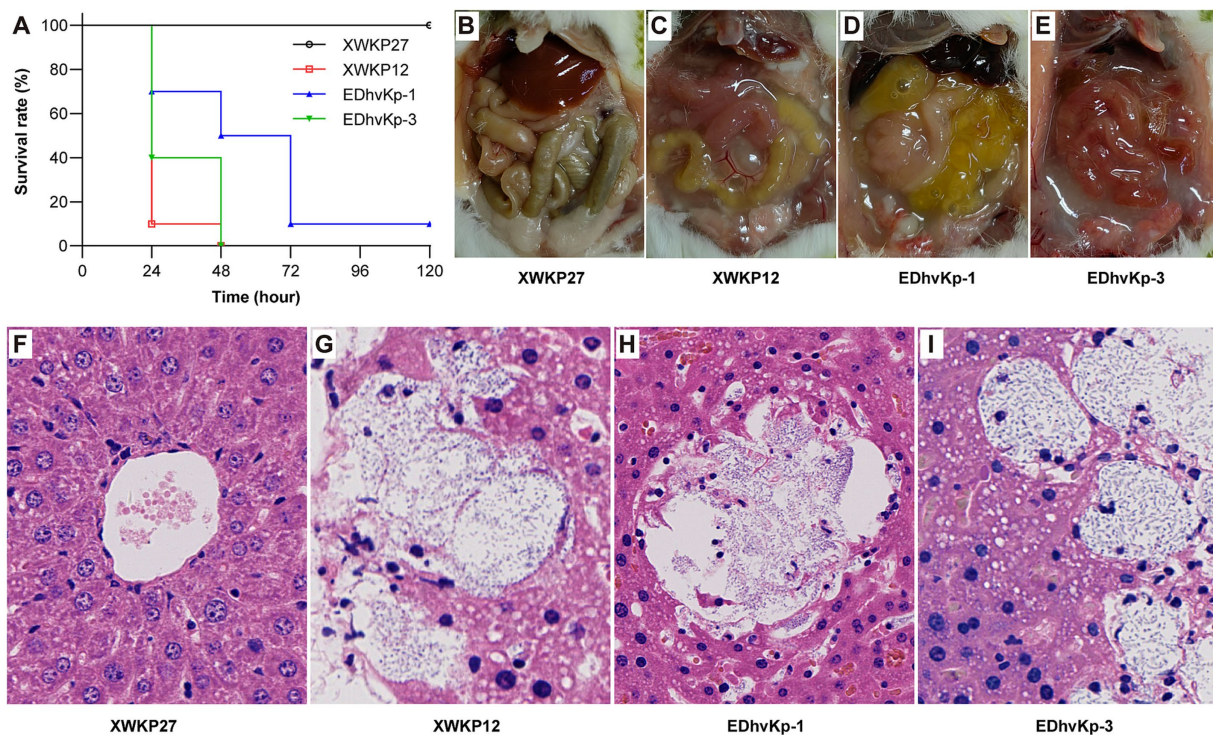 A
B
C
D
E
Survival rate (%)
100
80
60
40
20
0
XWKP27
XWKP12
EDhvKp-1
EDhvKp-3
0
24
48
72
96
120
Time (hour)
XWKP27
XWKP12
EDhvKp-1
EDhvKp-3
F
G
H
I
XWKP27
XWKP12
EDhvKp-1
EDhvKp-3